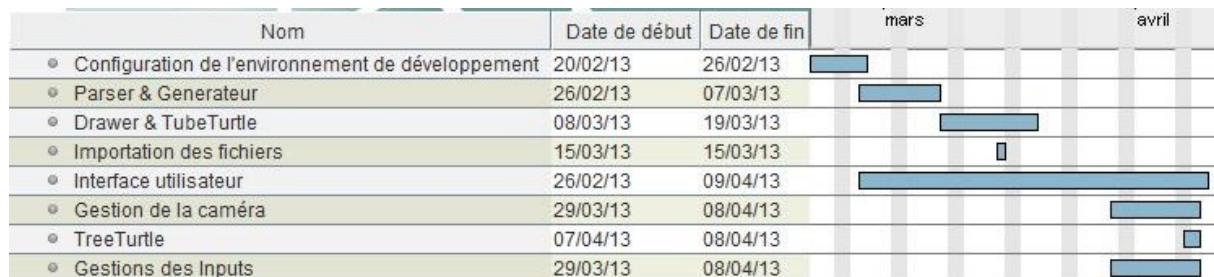 mars avril
Nom Date de début Date de fin
Configuration de l'environnement de développement 20/02/13 26/02/13
Parser & Generateur 26/02/13 07/03/13
Drawer & TubeTurtle 08/03/13 19/03/13
Importation des fichiers 15/03/13 15/03/13
Interface utilisateur 26/02/13 09/04/13
Gestion de la caméra 29/03/13 08/04/13
TreeTurtle 07/04/13 08/04/13
Gestions des Inputs 29/03/13 08/04/13